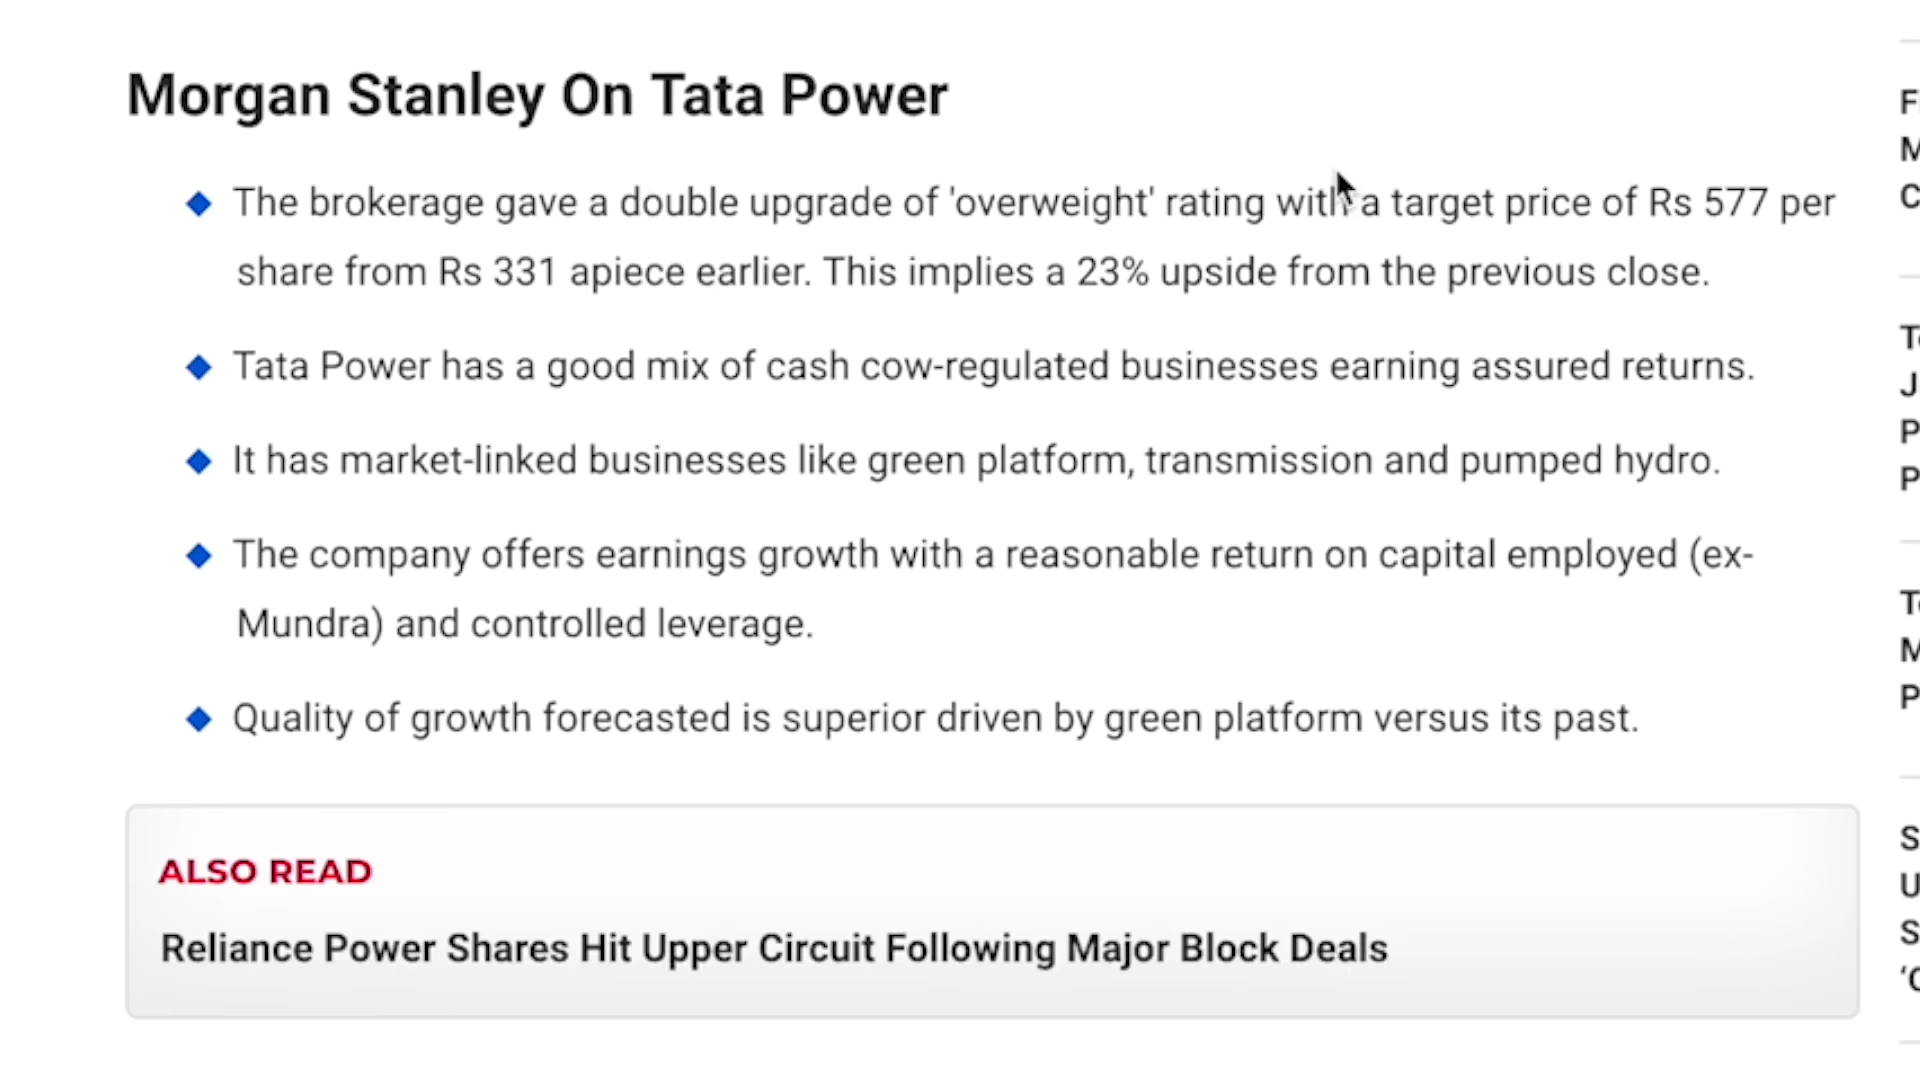 Morgan Stanley On Tata Power
The brokerage gave a double upgrade of 'overweight' rating with a target price of Rs 577 per
share from Rs 331 apiece earlier. This implies a 23% upside from the previous close.
Tata Power has a good mix of cash cow-regulated businesses earning assured returns.
It has market-linked businesses like green platform, transmission and pumped hydro.
The company offers earnings growth with a reasonable return on capital employed (ex-
Mundra) and controlled leverage.
Quality of growth forecasted is superior driven by green platform versus its past.
ALSO READ
Reliance Power Shares Hit Upper Circuit Following Major Block Deals